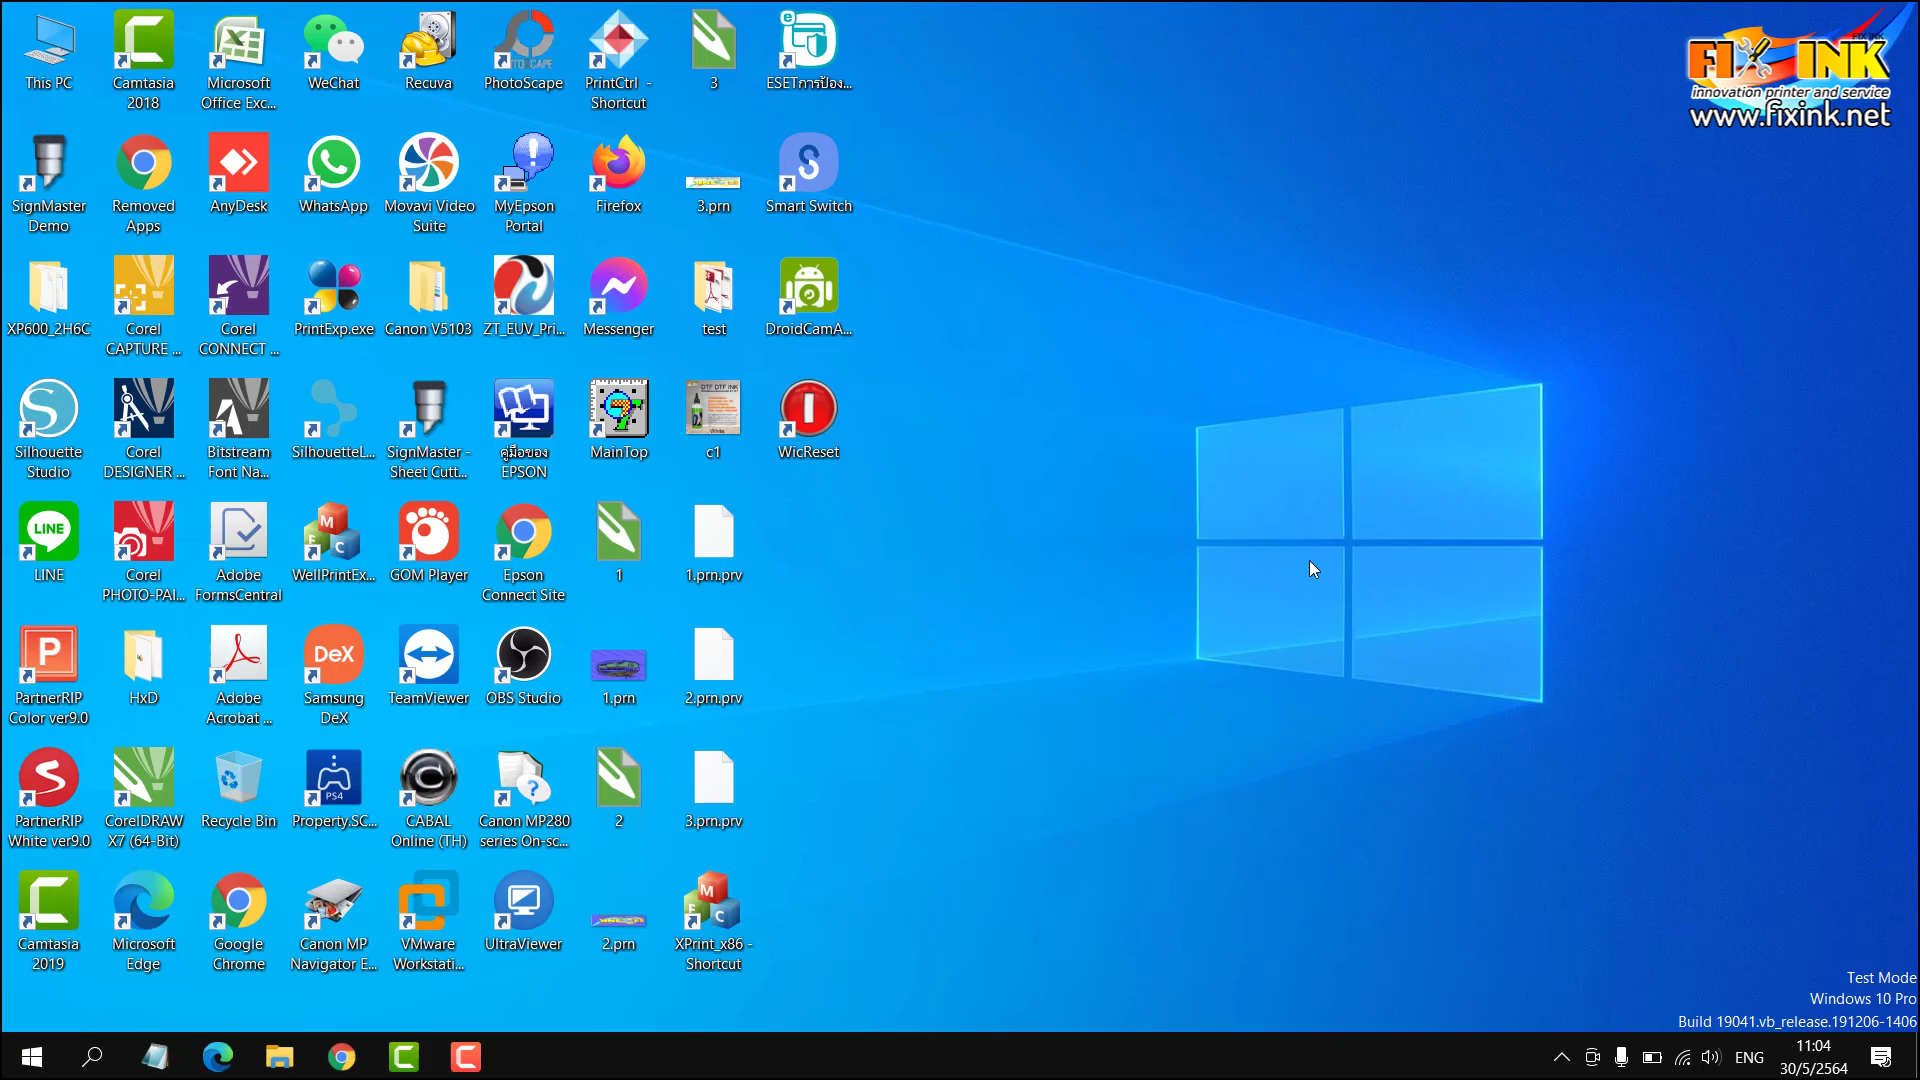 This PC
Camtasia
2018
Microsoft
Office Exc...
WeChat
Recuva
PhotoScape
PrintCtrl -
Shortcut
3
ESETการป้อง...
FIX INK
innovation printer and service
www.fixink.net
SignMaster
Demo
Removed
Apps
AnyDesk
WhatsApp
Movavi Video
Suite
MyEpson
Portal
Firefox
3.prn
Smart Switch
XP600_2H6C
Corel
CAPTURE ...
Corel
CONNECT ...
PrintExp.exe
Canon V5103
ZT_EUV_Pri...
Messenger
test
DroidCamA...
Silhouette
Studio
Corel
DESIGNER ...
Bitstream
Font Na...
SilhouetteL...
SignMaster -
Sheet Cutt...
คู่มือของ
EPSON
MainTop
c1
WicReset
LINE
LINE
Corel
PHOTO-PAI...
Adobe
FormsCentral
WellPrintEx...
GOM Player
Epson
Connect Site
1
1.prn.prv
PartnerRIP
Color ver9.0
HxD
Adobe
Acrobat ...
DeX
Samsung
DeX
TeamViewer
OBS Studio
1.prn
2.prn.prv
PartnerRIP
White ver9.0
CorelDRAW
X7 (64-Bit)
Recycle Bin
PS4
Property.SC...
CABAL
Online (TH)
Canon MP280
series On-sc...
2
3.prn.prv
Camtasia
2019
Microsoft
Edge
Google
Chrome
Canon MP
Navigator E...
VMware
Workstati...
UltraViewer
2.prn
XPrint_x86 -
Shortcut
Test Mode
Windows 10 Pro
Build 19041.vb_release.191206-1406
ENG
11:04
30/5/2564